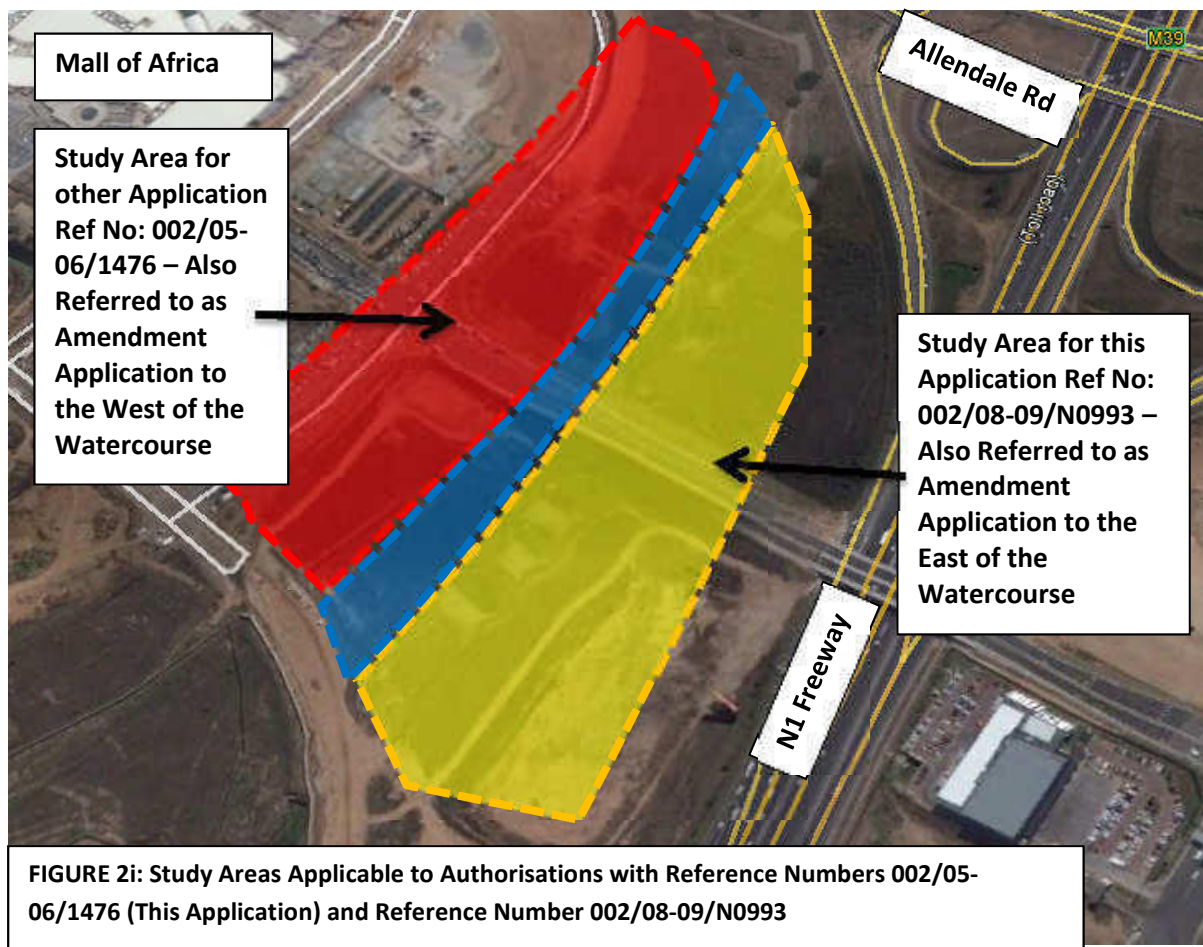 Mall of Africa
Study Area for
other Application
Ref No: 002/05-
06/1476 – Also
Referred to as
Amendment
Application to
the West of the
Watercourse
Allendale Rd
M39
(Toll road)
Study Area for this
Application Ref No:
002/08-09/N0993 –
Also Referred to as
Amendment
Application to the
East of the
Watercourse
N1 Freeway
FIGURE 2i: Study Areas Applicable to Authorisations with Reference Numbers 002/05-
06/1476 (This Application) and Reference Number 002/08-09/N0993